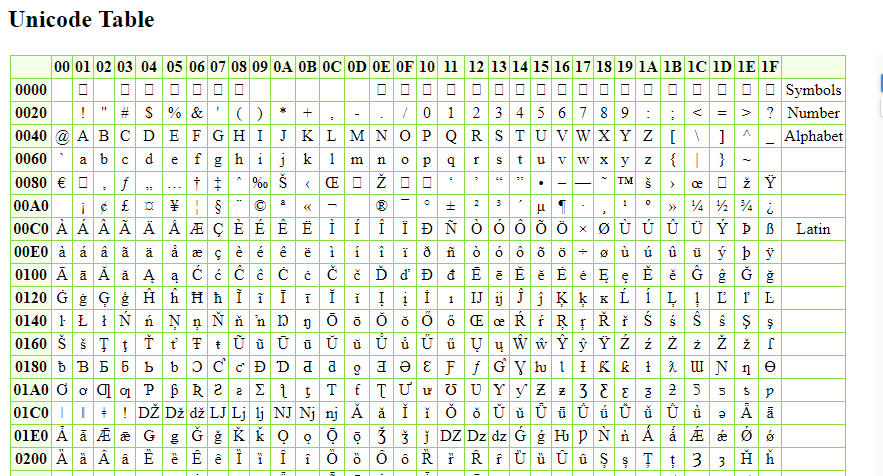 Unicode Table
00 01 02 03 04 05 06 07 08 09 0A 0B 0C 0D 0E 0F 10 11 12 13 14 15 16 17 18 19 1A 1B 1C 1D 1E 1F
0000 □ □ □ □ □ □ □ □ □ □ □ □ □ □ □ □ □ □ □ □ □ □ □ □ □ Symbols
0020 ! " # $ % & ' ( ) * + , - . / 0 1 2 3 4 5 6 7 8 9 : ; < = > ? Number
0040 @ A B C D E F G H I J K L M N O P Q R S T U V W X Y Z [ \ ] ^ _ Alphabet
0060 ` a b c d e f g h i j k l m n o p q r s t u v w x y z { | } ~
0080 € □ ‚ ƒ „ … † ‡ ˆ ‰ Š ‹ Œ □ Ž □ □ ‘ ’ “ ” • – — ˜ ™ š › œ □ ž Ÿ
00A0 ¡ ¢ £ ¤ ¥ ¦ § ¨ © ª « ¬ ® ¯ ° ± ² ³ ´ µ ¶ · ¸ ¹ º » ¼ ½ ¾ ¿
00C0 À Á Â Ã Ä Å Æ Ç È É Ê Ë Ì Í Î Ï Ð Ñ Ò Ó Ô Õ Ö × Ø Ù Ú Û Ü Ý Þ ß Latin
00E0 à á â ã ä å æ ç è é ê ë ì í î ï ð ñ ò ó ô õ ö ÷ ø ù ú û ü ý þ ÿ
0100 Ā ā Ă ă Ą ą Ć ć Ĉ ĉ Ċ ċ Č č Ď ď Đ đ Ē ē Ĕ ĕ Ė ė Ę ę Ě ě Ĝ ĝ Ğ ğ
0120 Ġ ġ Ģ ģ Ĥ ĥ Ħ ħ Ĩ ĩ Ī ī Ĭ ĭ Į į İ ı Ĳ ĳ Ĵ ĵ Ķ ķ ĸ Ĺ ĺ Ļ ļ Ľ ľ Ŀ
0140 ŀ Ł ł Ń ń Ņ ņ Ň ň ŉ Ŋ ŋ Ō ō Ŏ ŏ Ő ő Œ œ Ŕ ŕ Ŗ ŗ Ř ř Ś ś Ŝ ŝ Ş ş
0160 Š š Ţ ţ Ť ť Ŧ ŧ Ũ ũ Ū ū Ŭ ŭ Ů ů Ű ű Ų ų Ŵ ŵ Ŷ ŷ Ÿ Ź ź Ż ż Ž ž ſ
0180 ƀ Ɓ Ƃ ƃ Ƅ ƅ Ɔ Ƈ ƈ Ɖ Ɗ Ƌ ƌ ƍ Ǝ Ə Ɛ Ƒ ƒ Ɠ Ɣ ƕ Ɩ Ɨ Ƙ ƙ ƚ ƛ Ɯ Ɲ ƞ Ɵ
01A0 Ơ ơ Ƣ ƣ Ƥ ƥ Ʀ Ƨ ƨ Ʃ ƪ ƫ Ƭ ƭ Ʈ Ư ư Ʊ Ʋ Ƴ ƴ Ƶ ƶ Ʒ Ƹ ƹ ƺ ƻ Ƽ ƽ ƾ ƿ
01C0 ǀ ǁ ǂ ǃ Ǆ ǅ ǆ Ǉ ǈ ǉ Ǌ ǋ ǌ Ǎ ǎ Ǐ ǐ Ǒ ǒ Ǔ ǔ Ǖ ǖ Ǘ ǘ Ǚ ǚ Ǜ ǜ ǝ Ǟ ǟ
01E0 Ǡ ǡ Ǣ ǣ Ǥ ǥ Ǧ ǧ Ǩ ǩ Ǫ ǫ Ǭ ǭ Ǯ ǯ ǰ Ǳ ǲ ǳ Ǵ ǵ Ƕ Ƿ Ǹ ǹ Ǻ ǻ Ǽ ǽ Ǿ ǿ
0200 Ȁ ȁ Ȃ ȃ Ȅ ȅ Ȇ ȇ Ȉ ȉ Ȋ ȋ Ȍ ȍ Ȏ ȏ Ȑ ȑ Ȓ ȓ Ȕ ȕ Ȗ ȗ Ș ș Ț ț Ȝ ȝ Ȟ ȟ